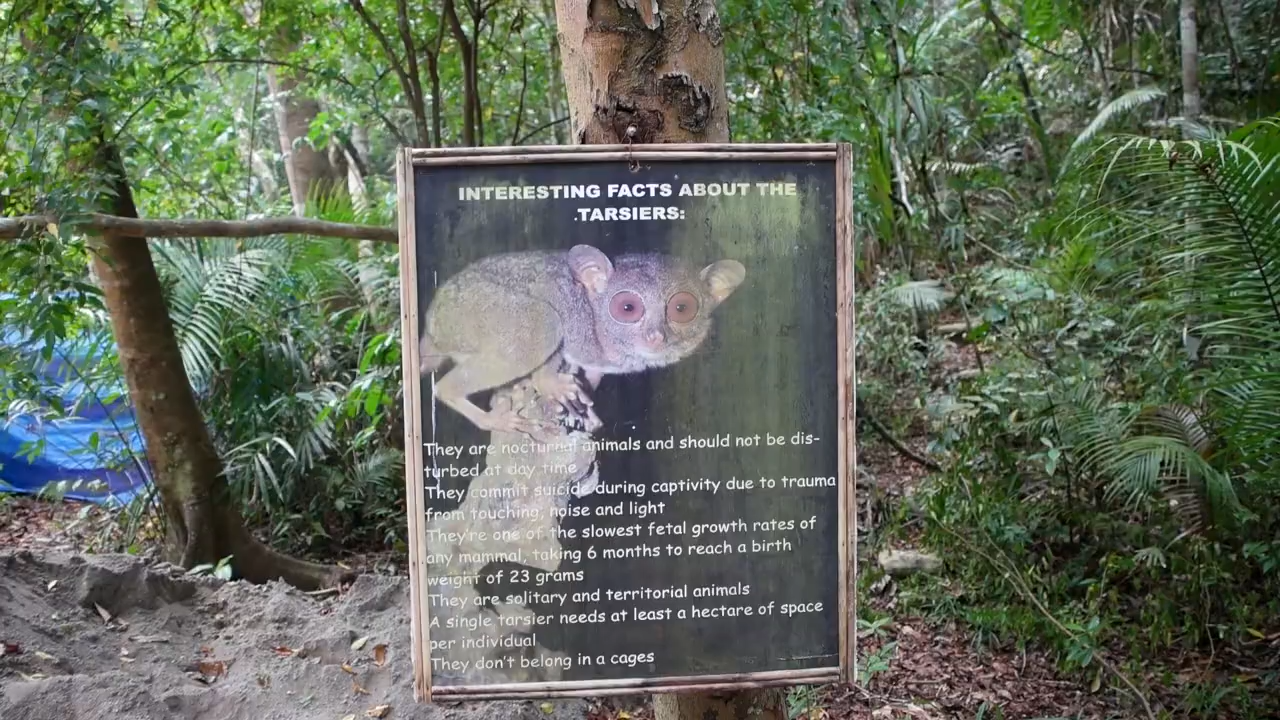 INTERESTING FACTS ABOUT THE
.TARSIERS:
They are nocturnal animals and should not be dis-
turbed at day time
They commit suicide during captivity due to trauma
from touching, noise and light
They're one of the slowest fetal growth rates of
any mammal, taking 6 months to reach a birth
weight of 23 grams
They are solitary and territorial animals
A single tarsier needs at least a hectare of space
per individual
They don't belong in a cages